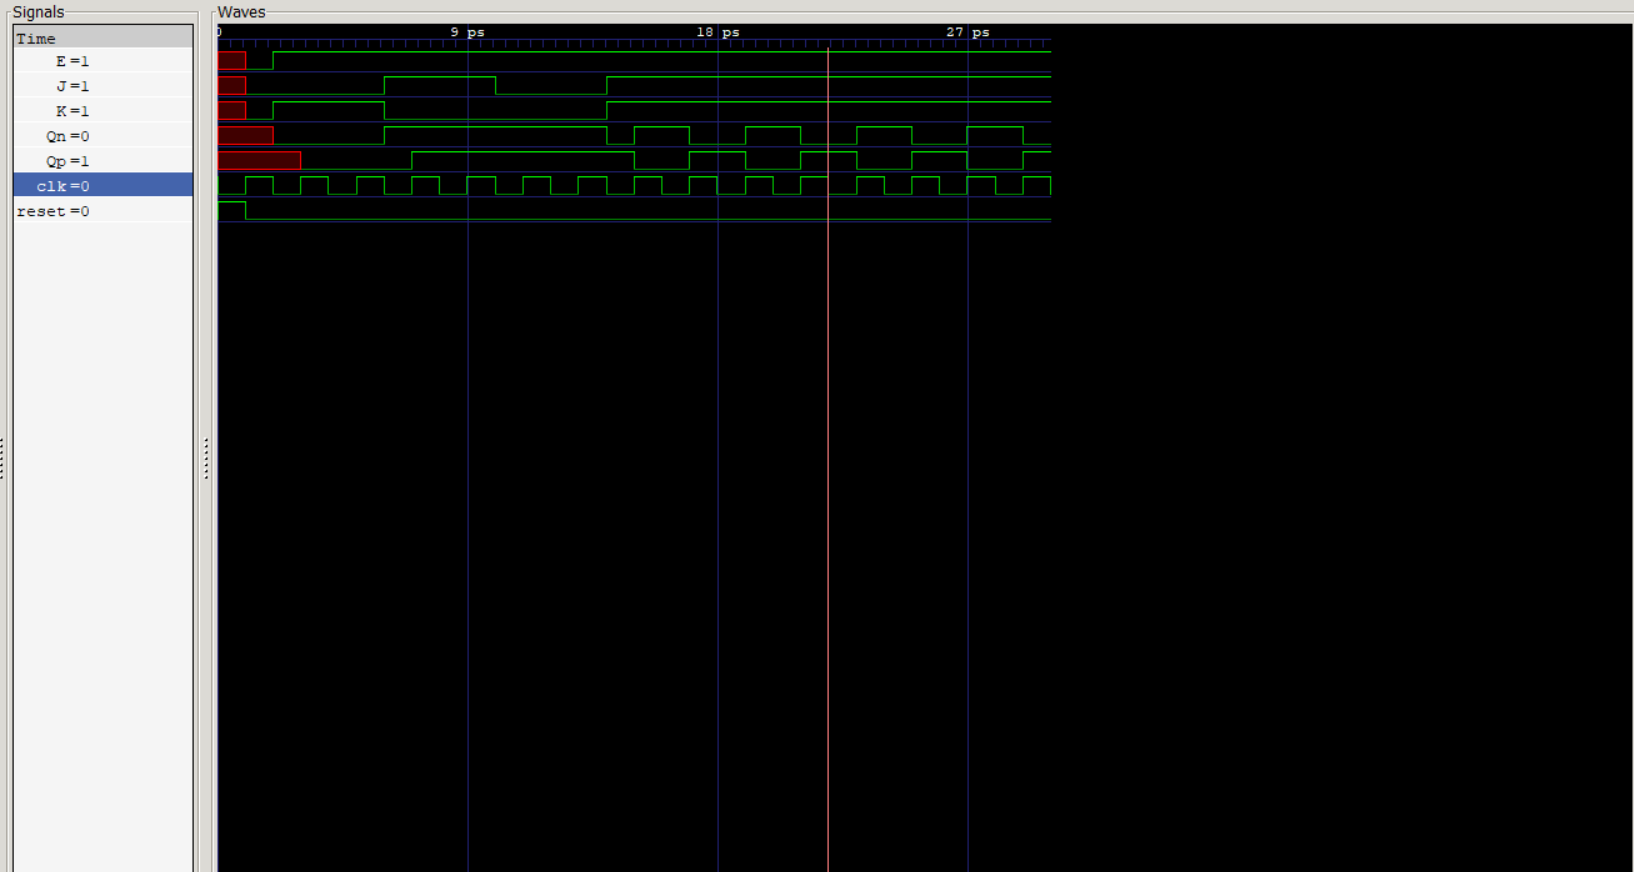 Signals
Waves
Time
0 9 ps 18 ps 27 ps
E =1
J =1
K =1
Qn =0
Qp =1
clk =0
reset =0